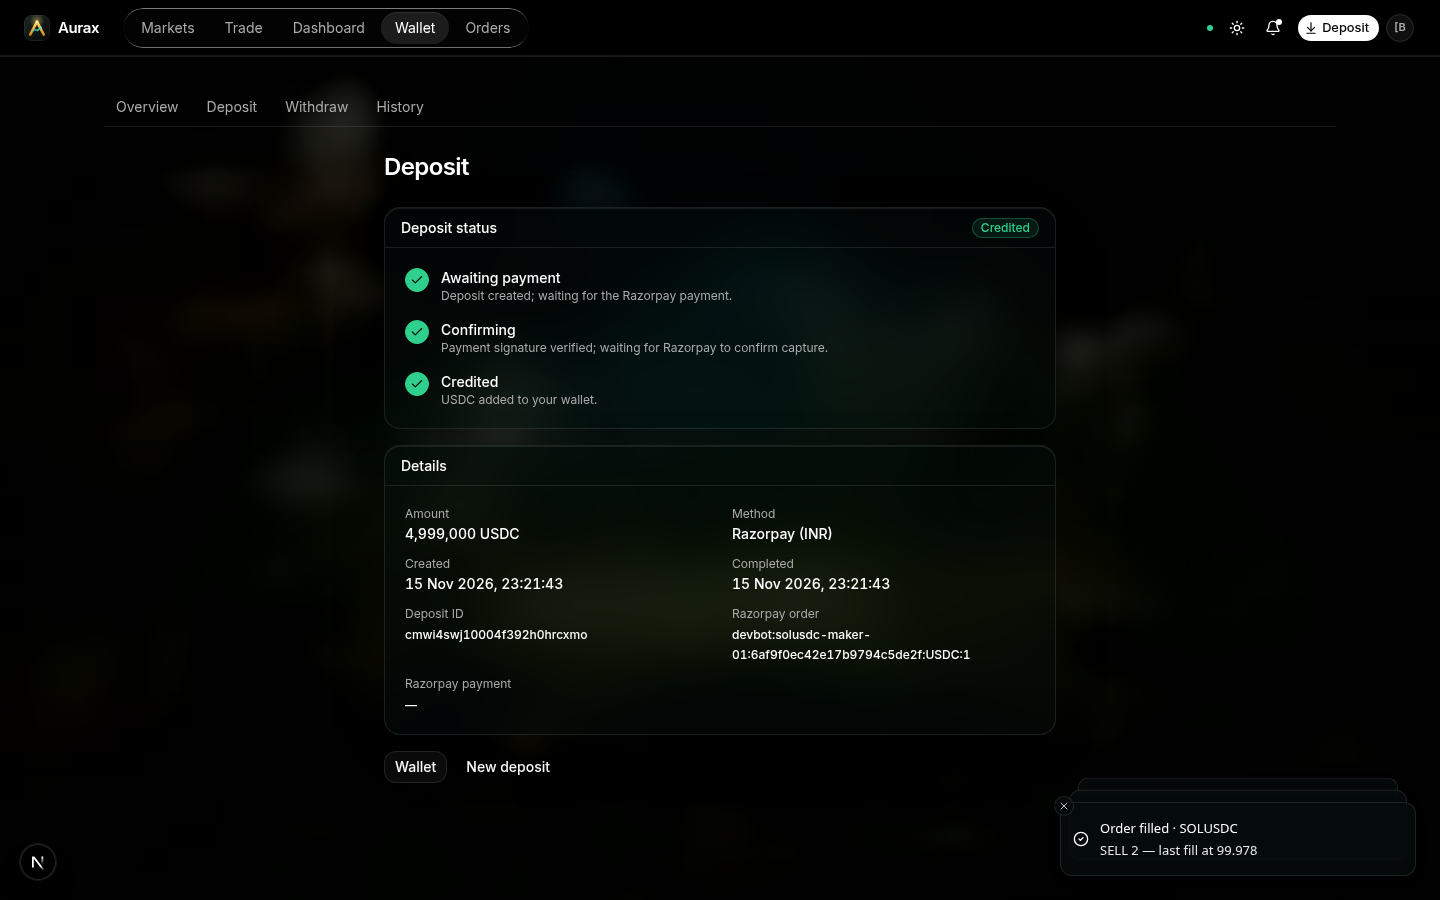 Aurax
Markets
Trade
Dashboard
Wallet
Orders
Deposit
[B
Overview
Deposit
Withdraw
History
Deposit
Deposit status
Credited
Awaiting payment
Deposit created; waiting for the Razorpay payment.
Confirming
Payment signature verified; waiting for Razorpay to confirm capture.
Credited
USDC added to your wallet.
Details
Amount
4,999,000 USDC
Method
Razorpay (INR)
Created
15 Nov 2026, 23:21:43
Completed
15 Nov 2026, 23:21:43
Deposit ID
cmwi4swj10004f392h0hrcxmo
Razorpay order
devbot:solusdc-maker-
01:6af9f0ec42e17b9794c5de2f:USDC:1
Razorpay payment
—
Wallet
New deposit
Order filled · SOLUSDC
SELL 2 — last fill at 99.978
N